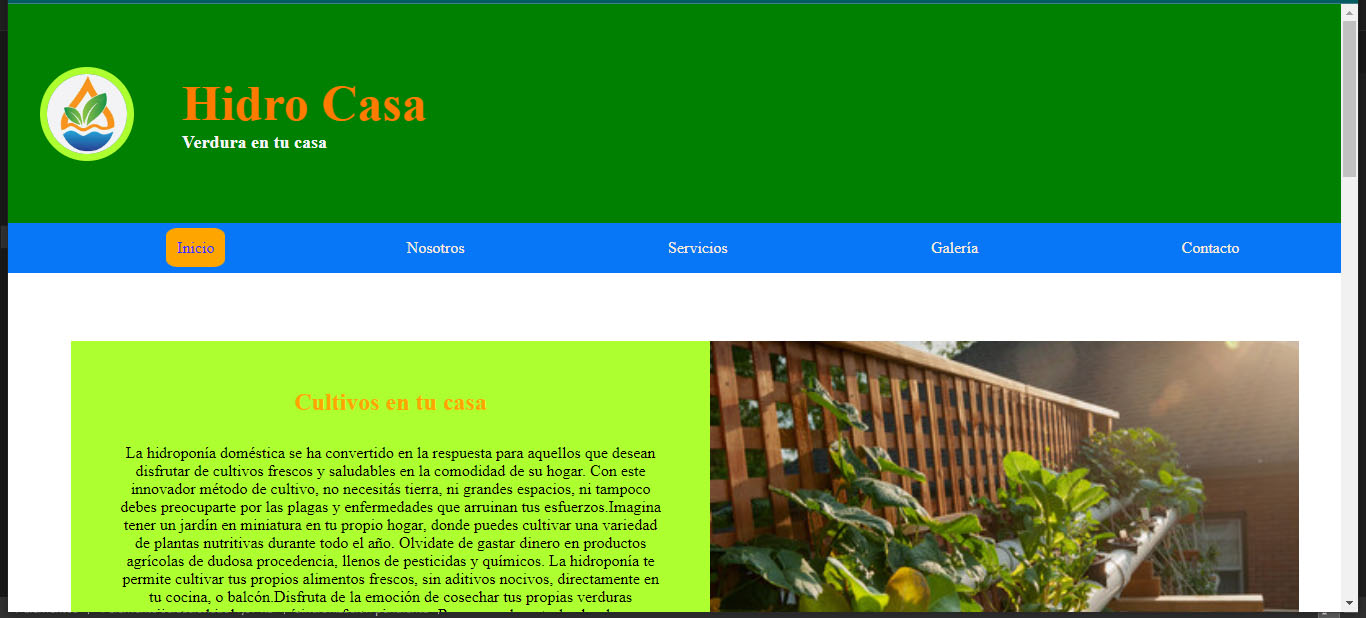 Hidro Casa
Verdura en tu casa
Inicio Nosotros Servicios Galería Contacto
Cultivos en tu casa
La hidroponía doméstica se ha convertido en la respuesta para aquellos que desean
disfrutar de cultivos frescos y saludables en la comodidad de su hogar. Con este
innovador método de cultivo, no necesitás tierra, ni grandes espacios, ni tampoco
debes preocuparte por las plagas y enfermedades que arruinan tus esfuerzos.Imagina
tener un jardín en miniatura en tu propio hogar, donde puedes cultivar una variedad
de plantas nutritivas durante todo el año. Olvidate de gastar dinero en productos
agrícolas de dudosa procedencia, llenos de pesticidas y químicos. La hidroponía te
permite cultivar tus propios alimentos frescos, sin aditivos nocivos, directamente en
tu cocina, o balcón.Disfruta de la emoción de cosechar tus propias verduras